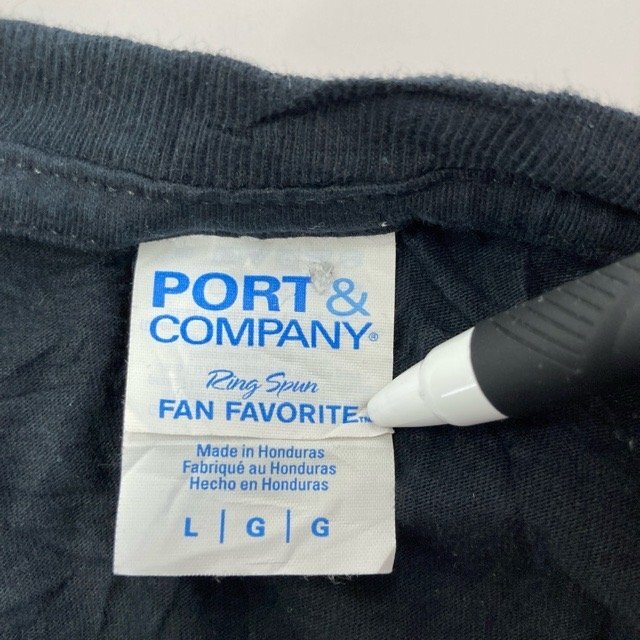 PORT &
COMPANY®
Ring Spun
FAN FAVORITE™
Made in Honduras
Fabriqué au Honduras
Hecho en Honduras
L | G | G